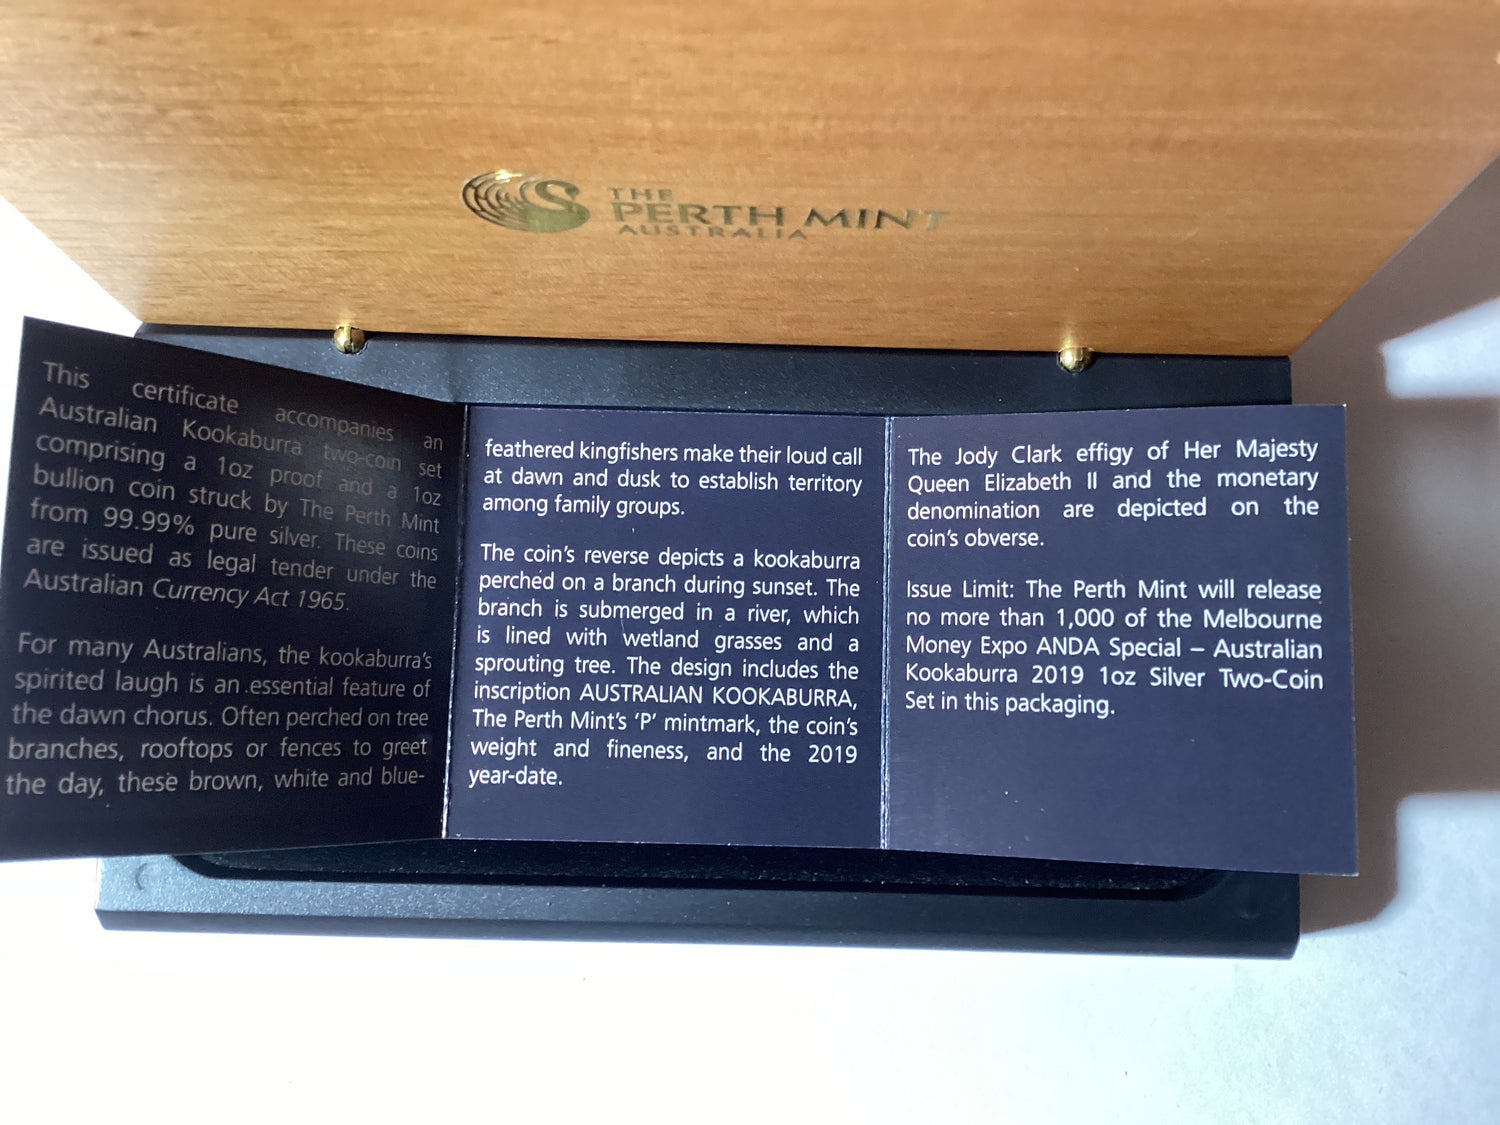 THE
PERTH MINT
AUSTRALIA
This certificate accompanies an
Australian Kookaburra two-coin set
comprising a 1oz proof and a 1oz
bullion coin struck by The Perth Mint
from 99.99% pure silver. These coins
are issued as legal tender under the
Australian Currency Act 1965.
For many Australians, the kookaburra's
spirited laugh is an essential feature of
the dawn chorus. Often perched on tree
branches, rooftops or fences to greet
the day, these brown, white and blue-
feathered kingfishers make their loud call
at dawn and dusk to establish territory
among family groups.
The coin's reverse depicts a kookaburra
perched on a branch during sunset. The
branch is submerged in a river, which
is lined with wetland grasses and a
sprouting tree. The design includes the
inscription AUSTRALIAN KOOKABURRA,
The Perth Mint's 'P' mintmark, the coin's
weight and fineness, and the 2019
year-date.
The Jody Clark effigy of Her Majesty
Queen Elizabeth II and the monetary
denomination are depicted on the
coin's obverse.
Issue Limit: The Perth Mint will release
no more than 1,000 of the Melbourne
Money Expo ANDA Special – Australian
Kookaburra 2019 1oz Silver Two-Coin
Set in this packaging.